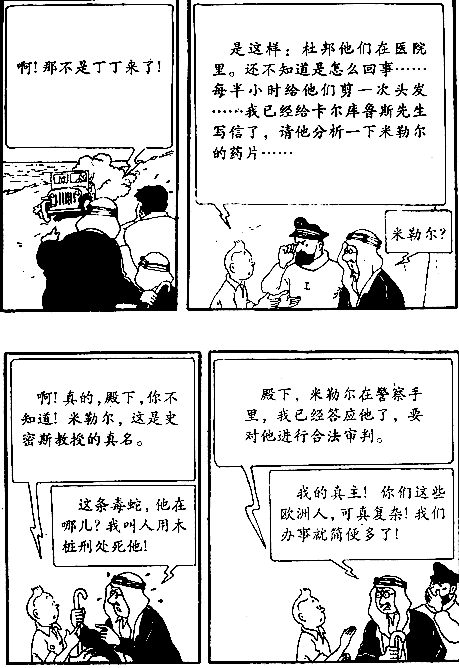 啊！那不是丁丁来了！
是这样：杜邦他们在医院
里。还不知道是怎么回事……
每半小时给他们剪一次头发
……我已经给卡尔库鲁斯先生
写信了，请他分析一下米勒尔
的药片……
米勒尔？
啊！真的，殿下，你不
知道！米勒尔，这是史
密斯教授的真名。
这条毒蛇，他在
哪儿？我叫人用木
桩刑处死他！
殿下，米勒尔在警察手
里，我已经答应他了，要
对他进行合法审判。
我的真主！你们这些
欧洲人，可真复杂！我们
办事就简便多了！